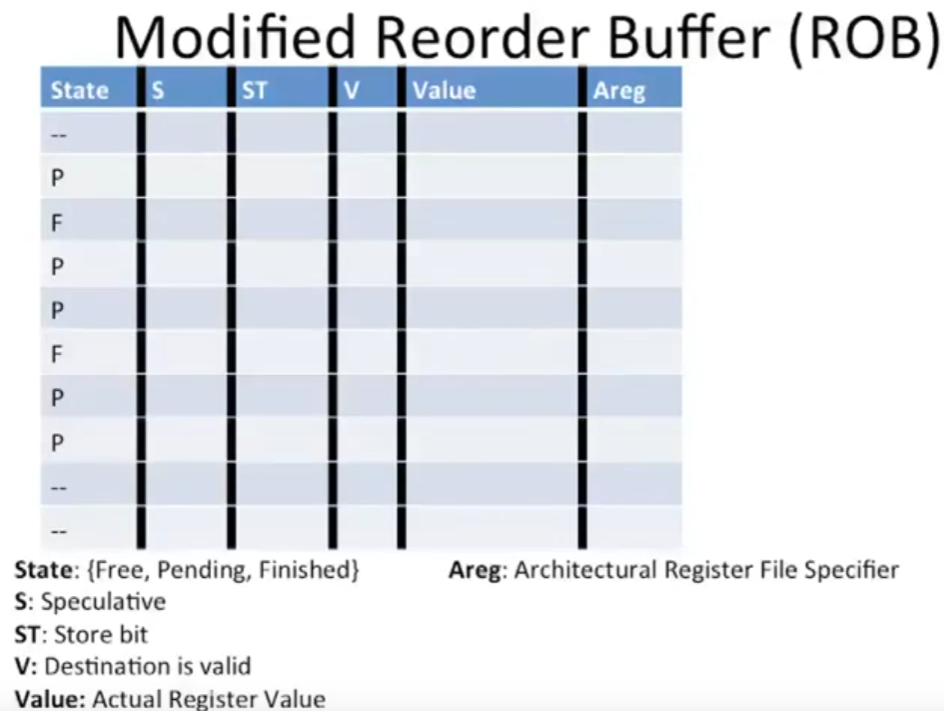 Modified Reorder Buffer (ROB)
State S ST V Value Areg
--
P
F
P
P
F
P
P
--
--
State: {Free, Pending, Finished} Areg: Architectural Register File Specifier
S: Speculative
ST: Store bit
V: Destination is valid
Value: Actual Register Value